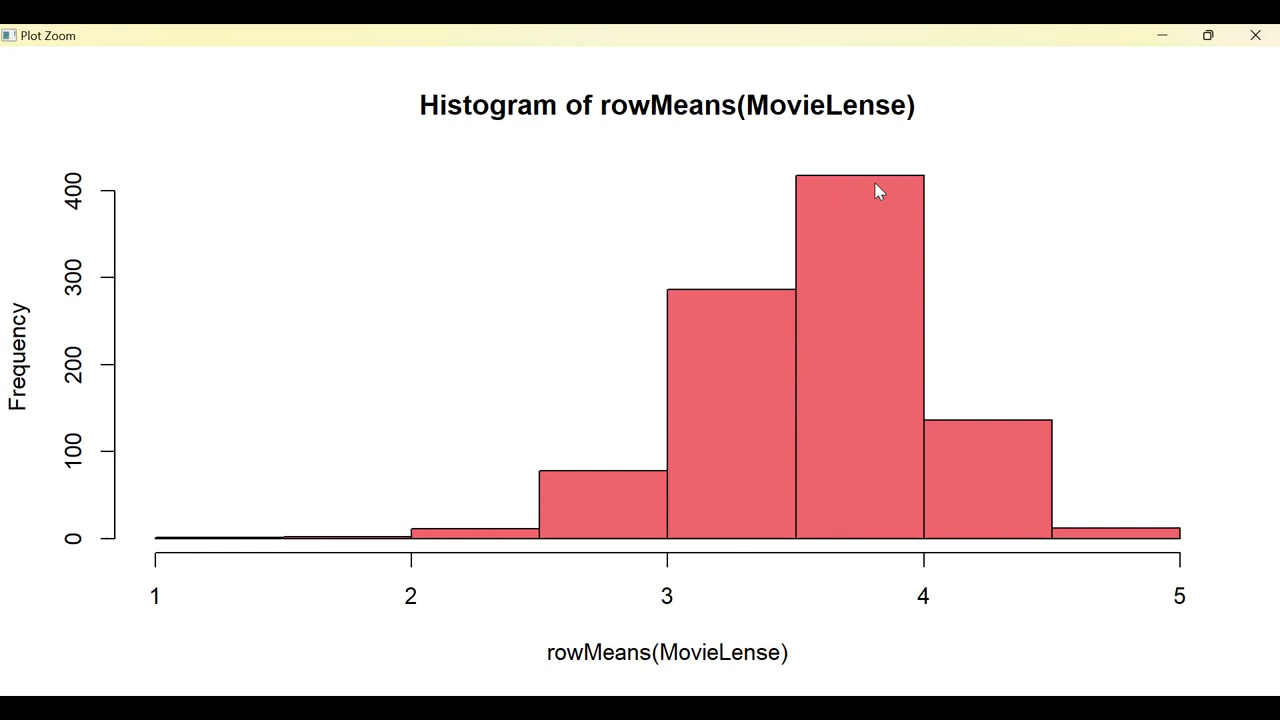 Plot Zoom
Histogram of rowMeans(MovieLense)
Frequency
400
300
200
100
0
1 2 3 4 5
rowMeans(MovieLense)